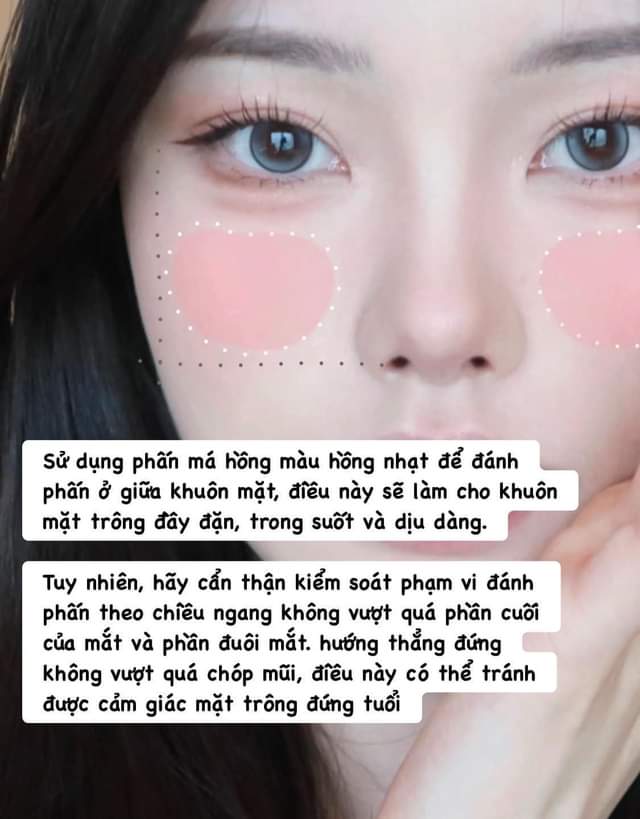 Sử dụng phấn má hồng màu hồng nhạt để đánh
phấn ở giữa khuôn mặt, điều này sẽ làm cho khuôn
mặt trông đầy đặn, trong suốt và dịu dàng.
Tuy nhiên, hãy cẩn thận kiểm soát phạm vi đánh
phấn theo chiều ngang không vượt quá phần cuối
của mắt và phần đuôi mắt. hướng thẳng đứng
không vượt quá chóp mũi, điều này có thể tránh
được cảm giác mặt trông đứng tuổi